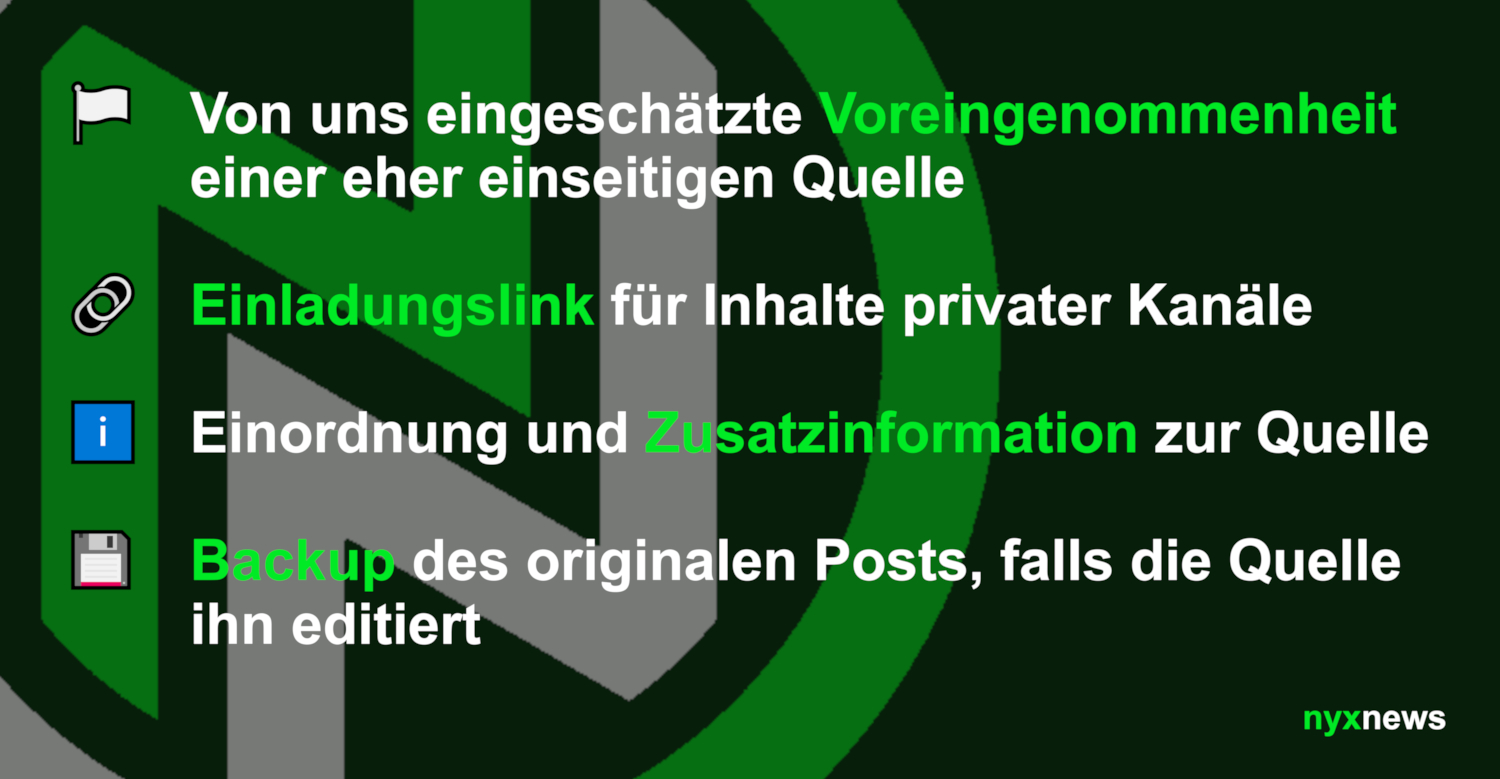 Von uns eingeschätzte Voreingenommenheit
einer eher einseitigen Quelle
Einladungslink für Inhalte privater Kanäle
i Einordnung und Zusatzinformation zur Quelle
Backup des originalen Posts, falls die Quelle
ihn editiert
nyxnews